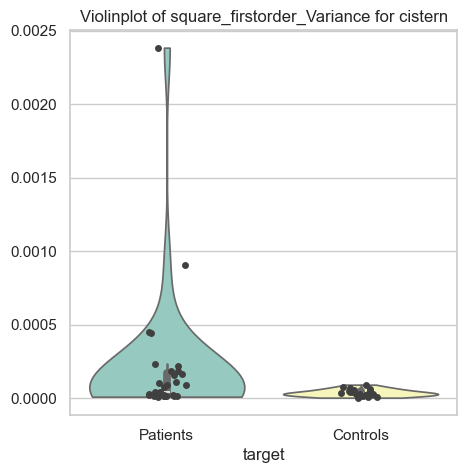 Violinplot of square_firstorder_Variance for cistern
0.0025
0.0020
0.0015
0.0010
0.0005
0.0000
Patients
Controls
target